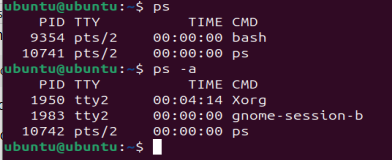 ubuntu@ubuntu:~$ ps
    PID TTY          TIME CMD
   9354 pts/2    00:00:00 bash
  10741 pts/2    00:00:00 ps
ubuntu@ubuntu:~$ ps -a
    PID TTY          TIME CMD
   1950 tty2     00:04:14 Xorg
   1983 tty2     00:00:00 gnome-session-b
  10742 pts/2    00:00:00 ps
ubuntu@ubuntu:~$